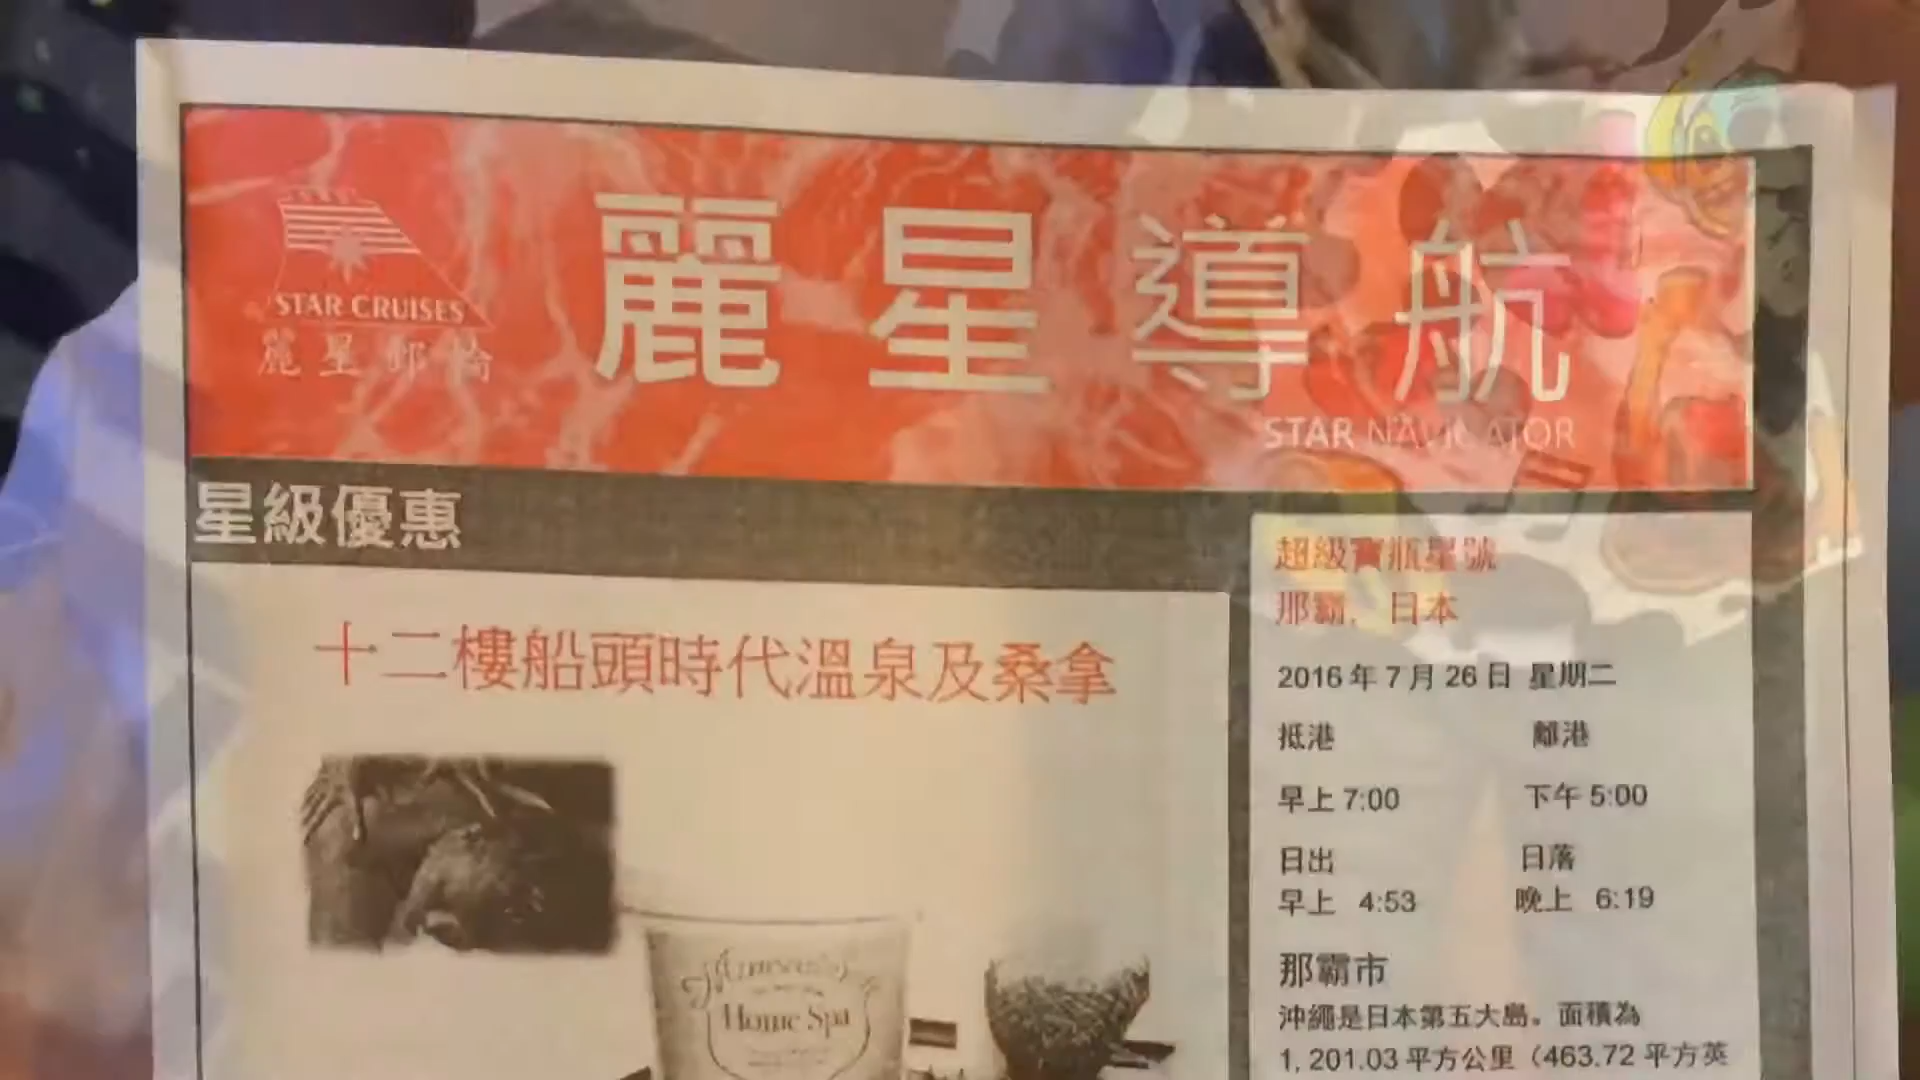 STAR CRUISES
麗星郵輪
麗星導航
STAR NAVIGATOR
星級優惠
十二樓船頭時代溫泉及桑拿
Home Spa
超級寶瓶星號
那霸, 日本
2016年7月26日 星期二
抵港 離港
早上7:00 下午5:00
日出 日落
早上 4:53 晚上 6:19
那霸市
沖繩是日本第五大島。面積為
1, 201.03平方公里（463.72 平方英